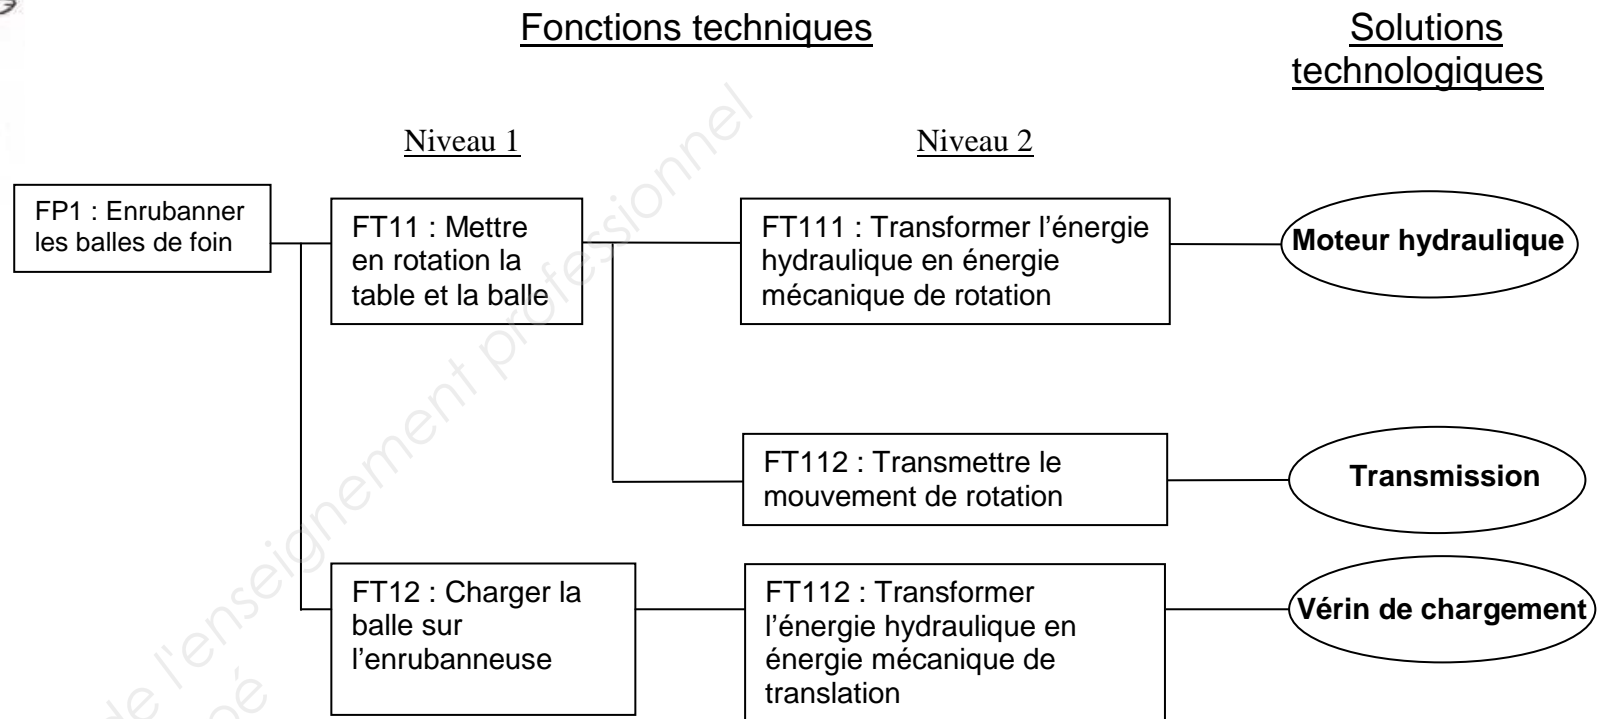 Fonctions techniques
Solutions
technologiques
Niveau 1
Niveau 2
FP1 : Enrubanner
les balles de foin
FT11 : Mettre
en rotation la
table et la balle
FT111 : Transformer l’énergie
hydraulique en énergie
mécanique de rotation
Moteur hydraulique
FT112 : Transmettre le
mouvement de rotation
Transmission
FT12 : Charger la
balle sur
l’enrubanneuse
FT112 : Transformer
l’énergie hydraulique en
énergie mécanique de
translation
Vérin de chargement
de l'enseignement professionnel